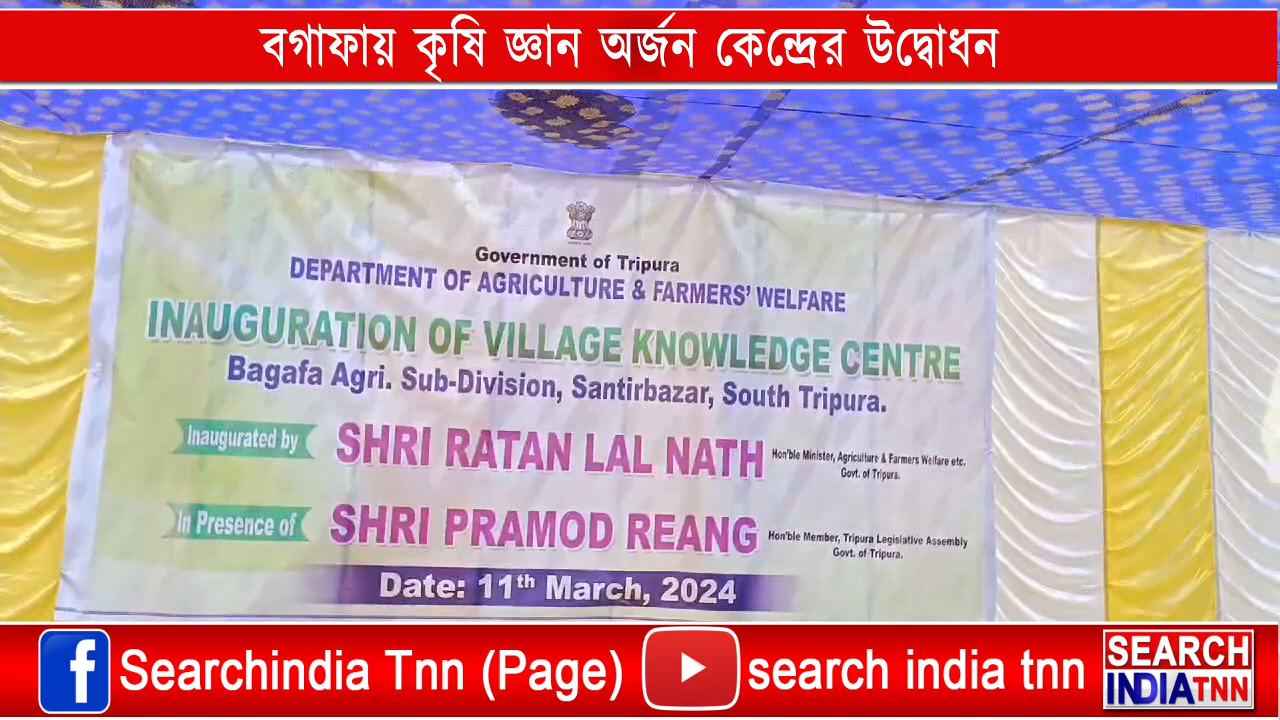 বগাফায় কৃষি জ্ঞান অর্জন কেন্দ্রের উদ্বোধন
Government of Tripura
DEPARTMENT OF AGRICULTURE & FARMERS' WELFARE
INAUGURATION OF VILLAGE KNOWLEDGE CENTRE
Bagafa Agri. Sub-Division, Santirbazar, South Tripura.
Inaugurated by SHRI RATAN LAL NATH Hon'ble Minister, Agriculture & Farmers Welfare etc.
Govt. of Tripura.
In Presence of SHRI PRAMOD REANG Hon'ble Member, Tripura Legislative Assembly
Govt. of Tripura.
Date: 11th March, 2024
f Searchindia Tnn (Page) search india tnn
SEARCH
INDIATNN